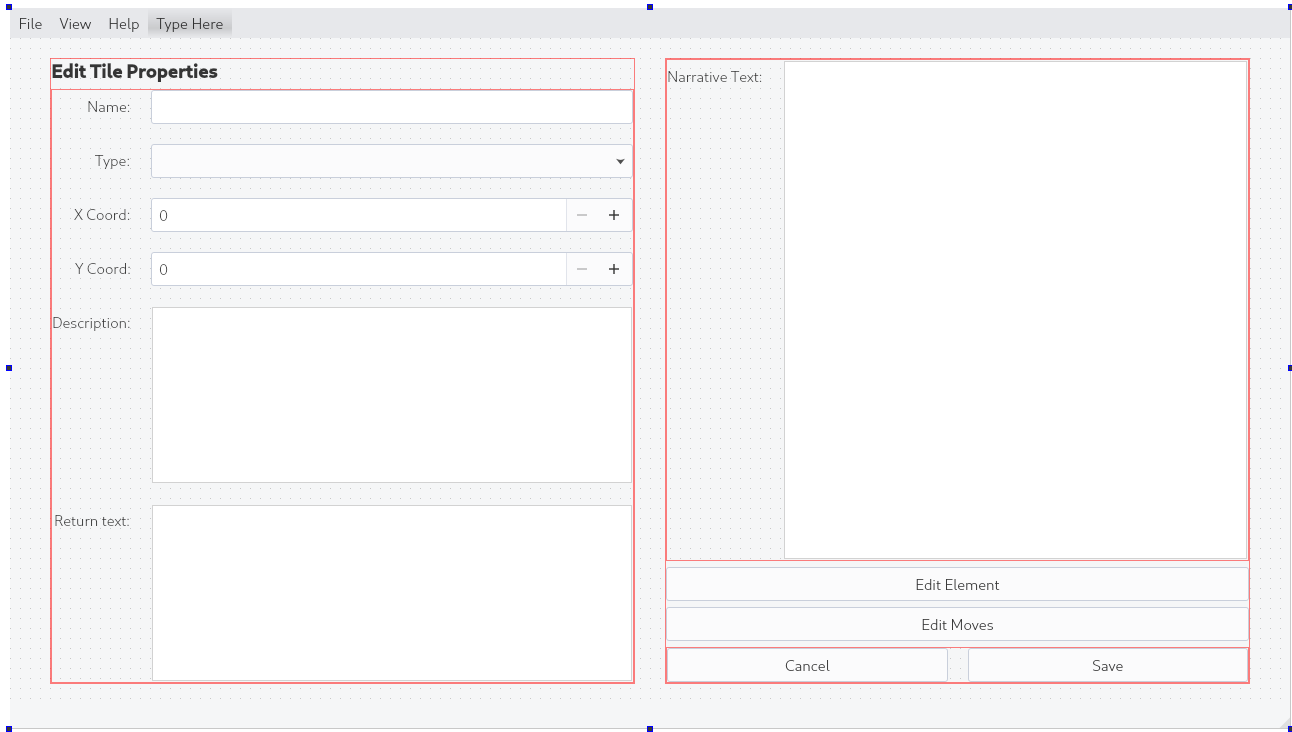 File View Help Type Here
Edit Tile Properties
Name:
Type:
X Coord: 0
Y Coord: 0
Description:
Return text:
Narrative Text:
Edit Element
Edit Moves
Cancel Save